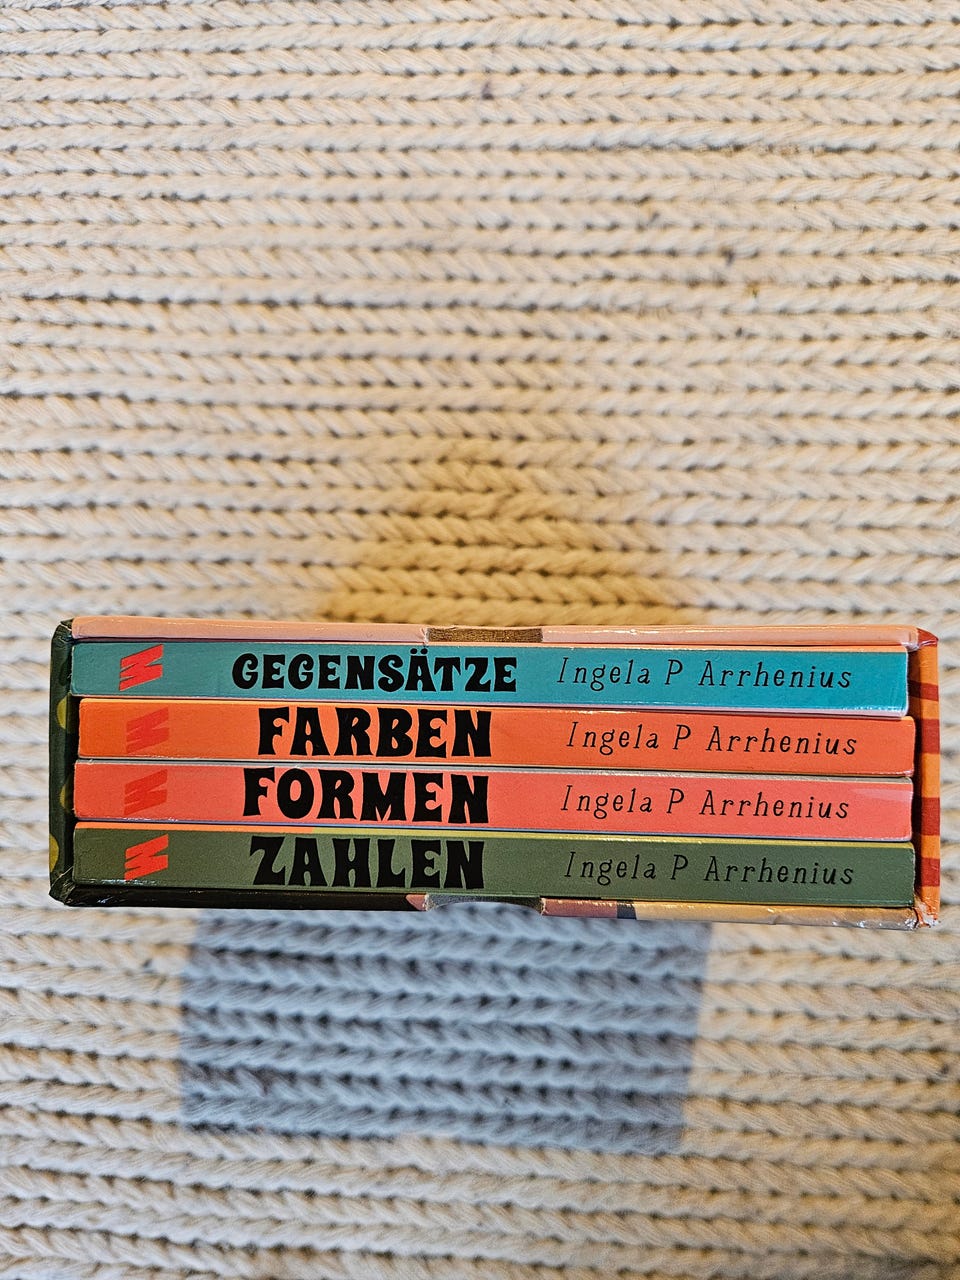 GEGENSÄTZE Ingela P Arrhenius
FARBEN Ingela P Arrhenius
FORMEN Ingela P Arrhenius
ZAHLEN Ingela P Arrhenius